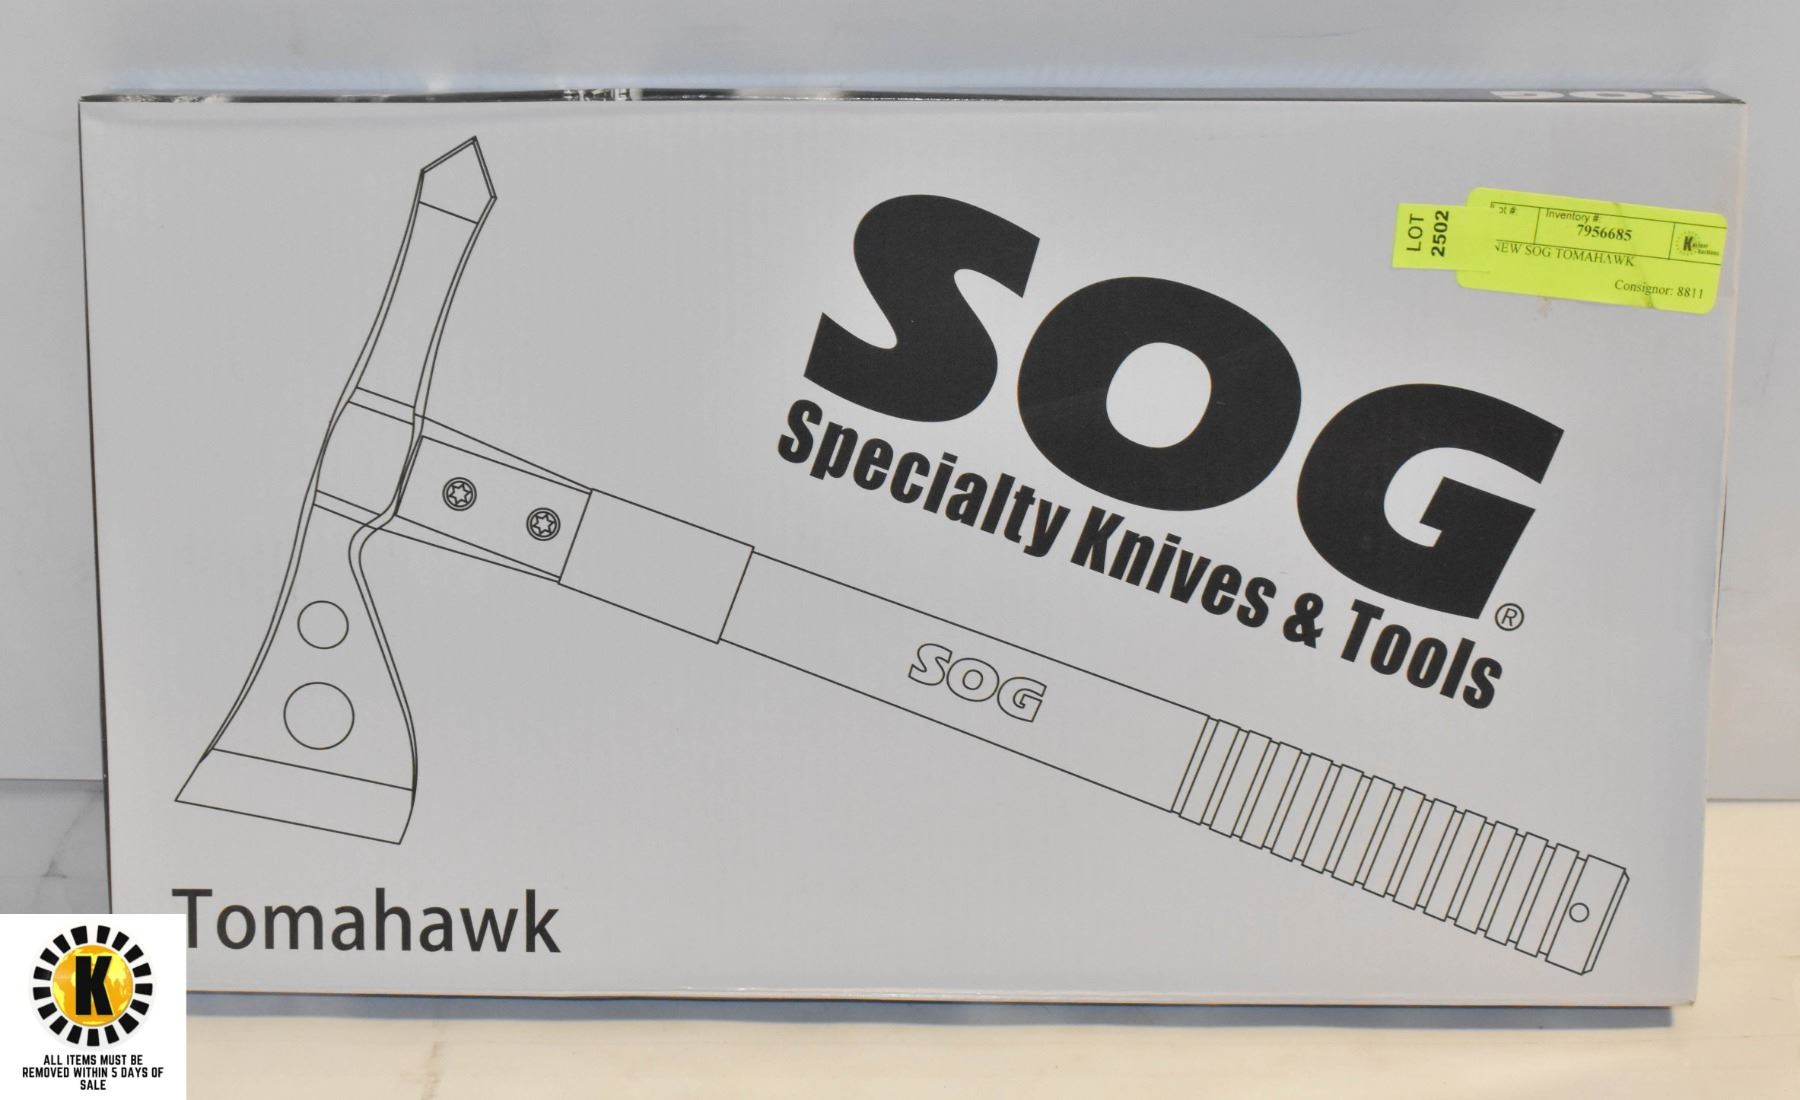 SOG
SOG
Specialty Knives & Tools
®
LOT
2502
Inventory #:
7956685
NEW SOG TOMAHAWK
Consignor: 8811
SOG
Tomahawk
K
ALL ITEMS MUST BE
REMOVED WITHIN 5 DAYS OF
SALE